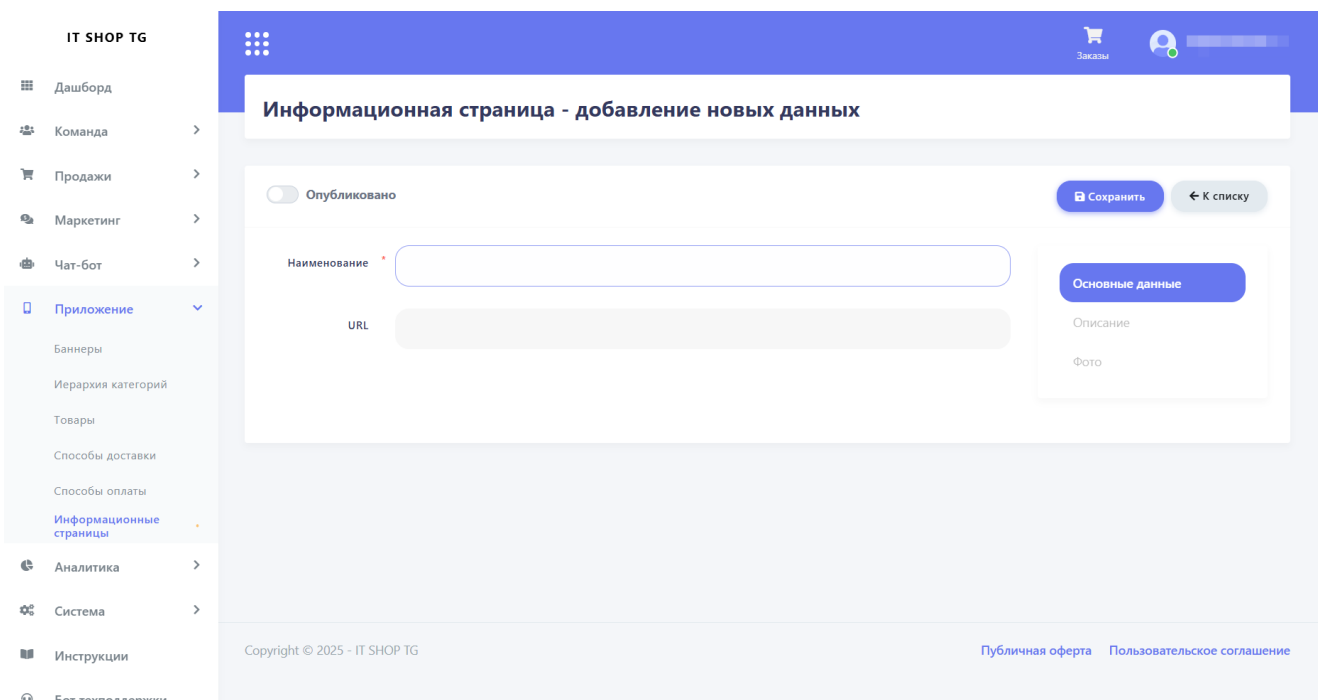 IT SHOP TG
Дашборд
Команда
Продажи
Маркетинг
Чат-бот
Приложение
Баннеры
Иерархия категорий
Товары
Способы доставки
Способы оплаты
Информационные
страницы
Аналитика
Система
Инструкции
Бот техподдержки
Заказы
Информационная страница - добавление новых данных
Опубликовано
Сохранить
К списку
Наименование *
URL
Основные данные
Описание
Фото
Copyright © 2025 - IT SHOP TG
Публичная оферта Пользовательское соглашение